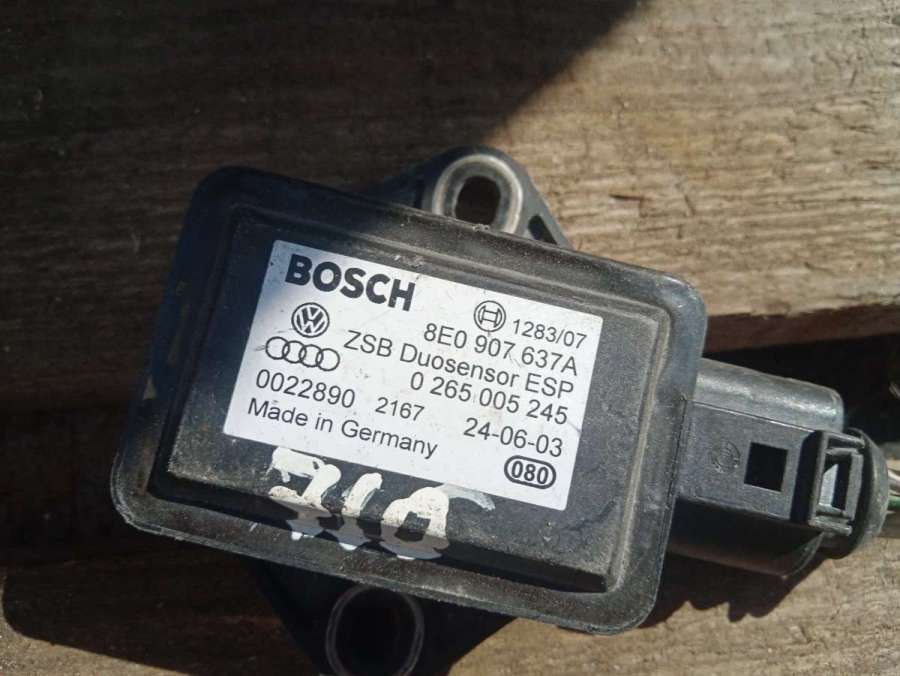 BOSCH
1283/07
8E0 907 637A
ZSB Duosensor ESP
0 265 005 245
0022890 2167 24-06-03
Made in Germany
080
710